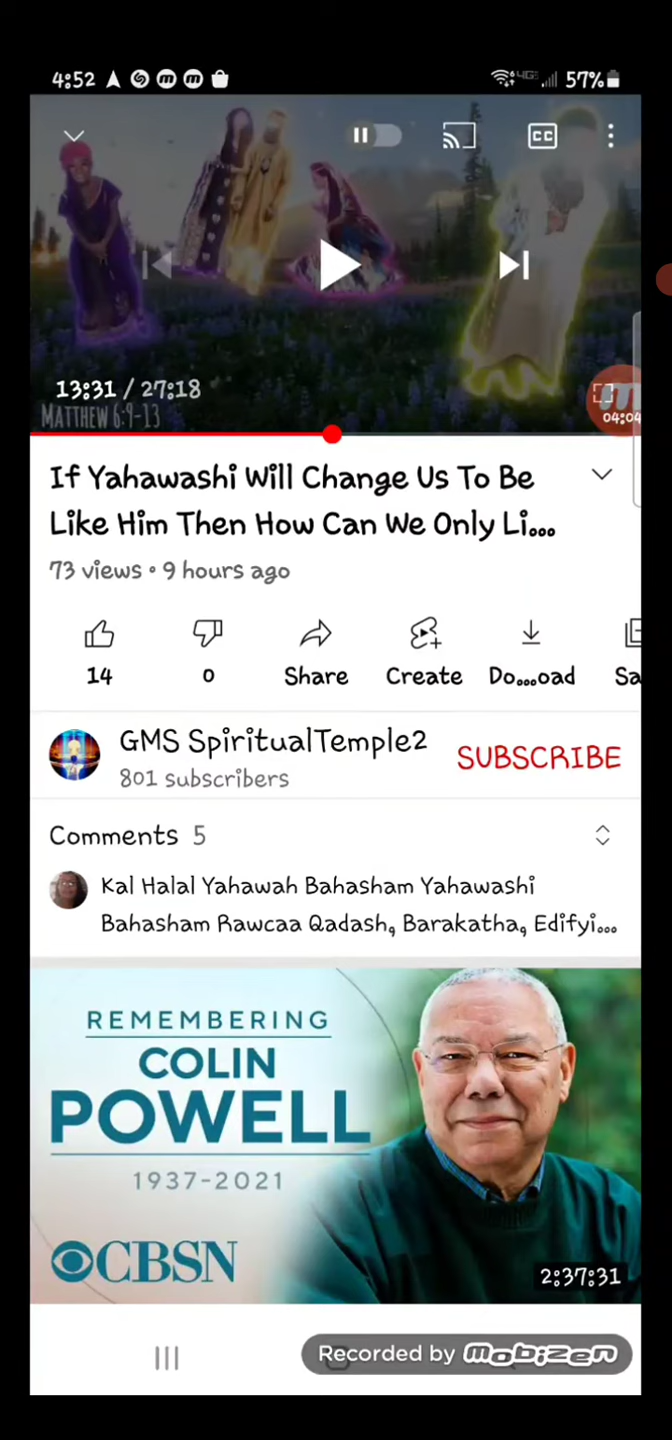 4:52
4G
57%
CC
13:31 / 27:18
MATTHEW 6:9-13
04:04
If Yahawashi Will Change Us To Be
Like Him Then How Can We Only Li...
73 views • 9 hours ago
14
0
Share
Create
Do...oad
Sa
GMS SpiritualTemple2
801 subscribers
SUBSCRIBE
Comments 5
Kal Halal Yahawah Bahasham Yahawashi
Bahasham Rawcaa Qadash, Barakatha, Edifyi...
REMEMBERING
COLIN
POWELL
1937-2021
CBSN
2:37:31
Recorded by mobizen